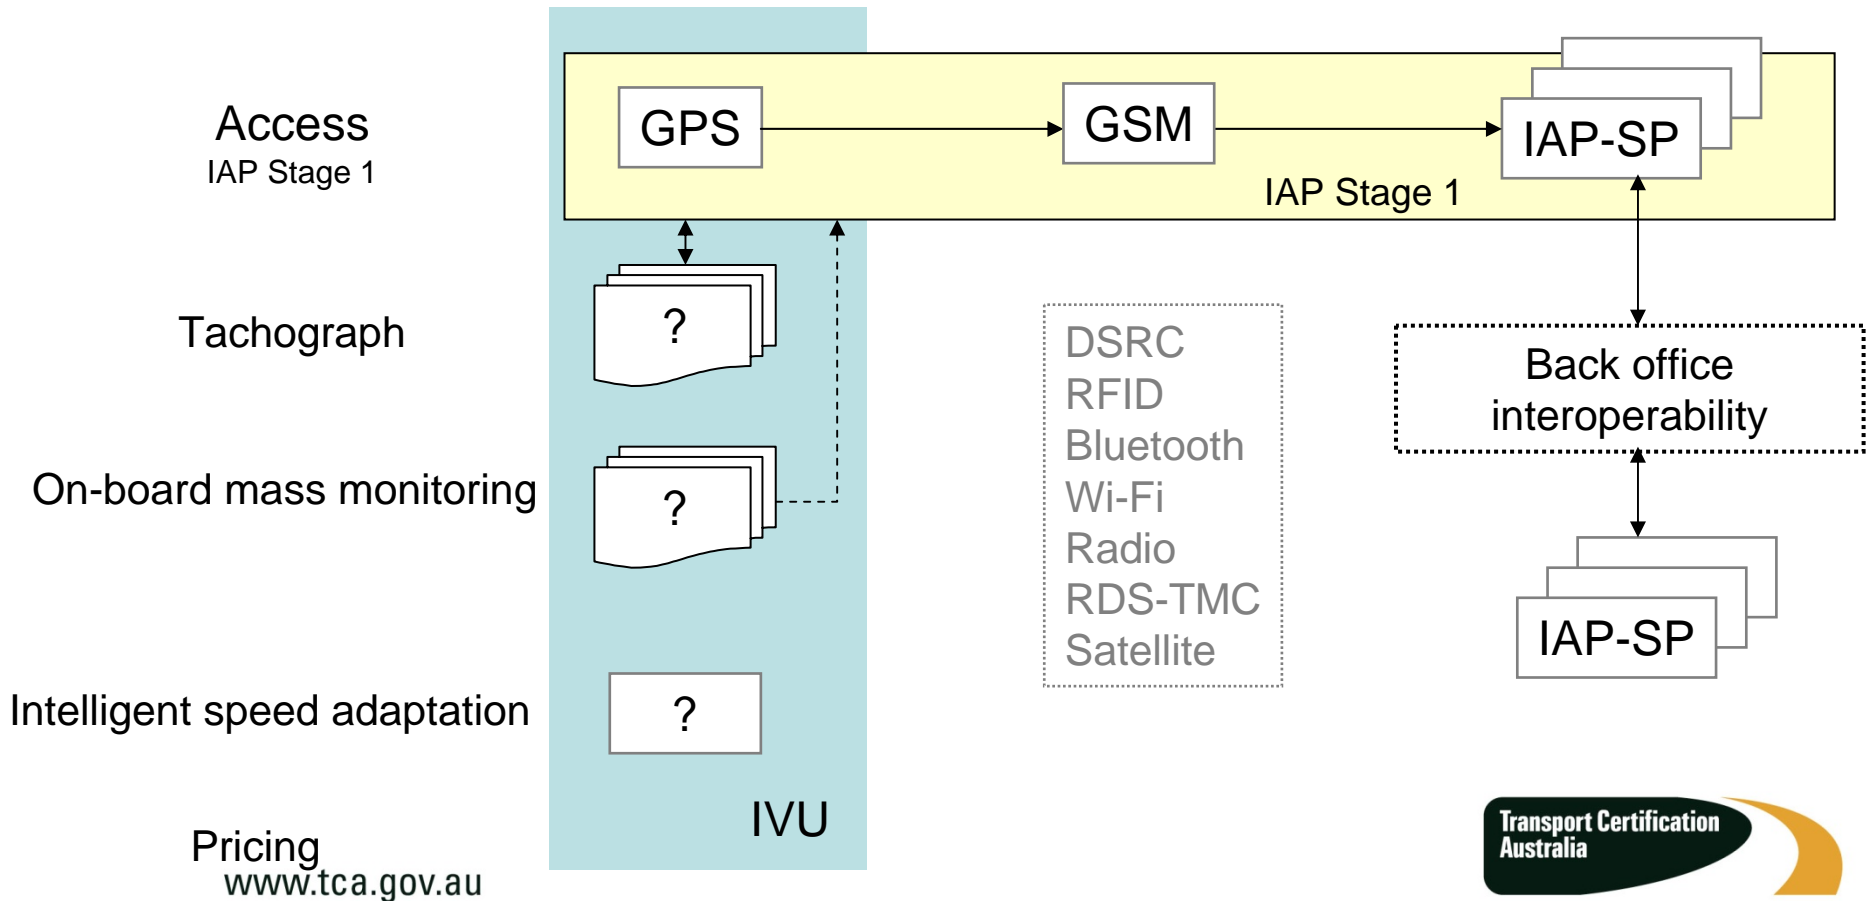 Access
IAP Stage 1
GPS
GSM
IAP-SP
IAP Stage 1
Tachograph
?
DSRC
RFID
Bluetooth
Wi-Fi
Radio
RDS-TMC
Satellite
Back office
interoperability
On-board mass monitoring
?
IAP-SP
Intelligent speed adaptation
?
IVU
Pricing
www.tca.gov.au
Transport Certification
Australia